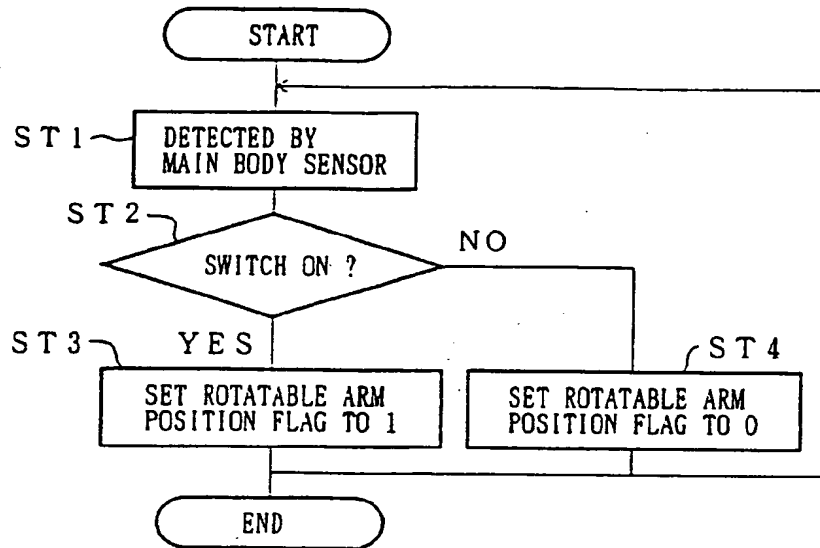 START
ST1
DETECTED BY
MAIN BODY SENSOR
ST2
SWITCH ON ?
NO
YES
ST3
SET ROTATABLE ARM
POSITION FLAG TO 1
ST4
SET ROTATABLE ARM
POSITION FLAG TO 0
END